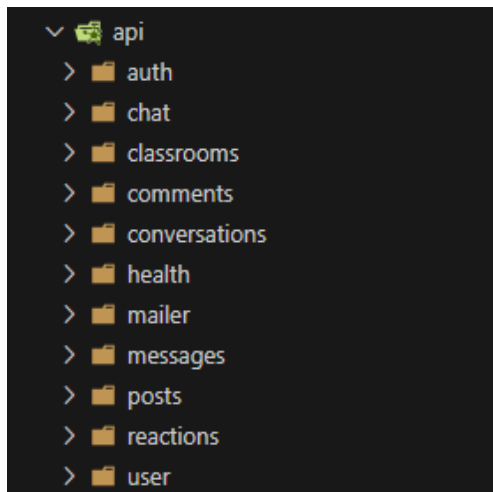 api
auth
chat
classrooms
comments
conversations
health
mailer
messages
posts
reactions
user